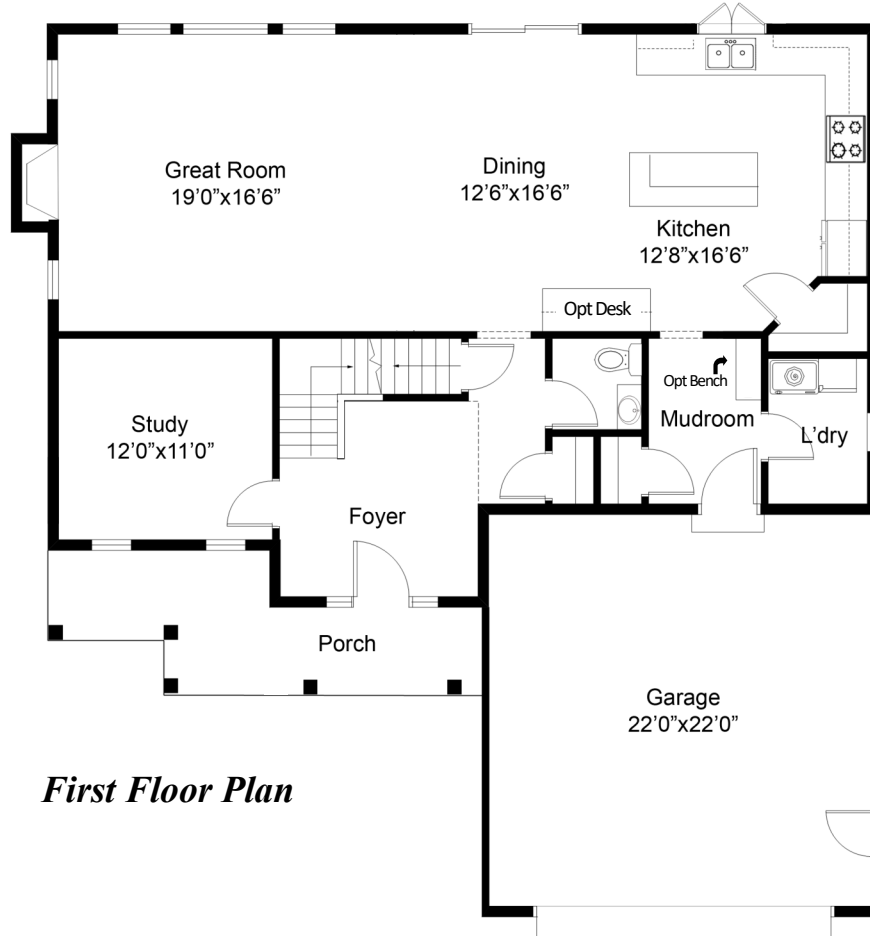 Great Room
19’0”x16’6”
Dining
12’6”x16’6”
Kitchen
12’8”x16’6”
Opt Desk
Opt Bench
Mudroom
L’dry
Study
12’0”x11’0”
Foyer
Porch
Garage
22’0”x22’0”
First Floor Plan